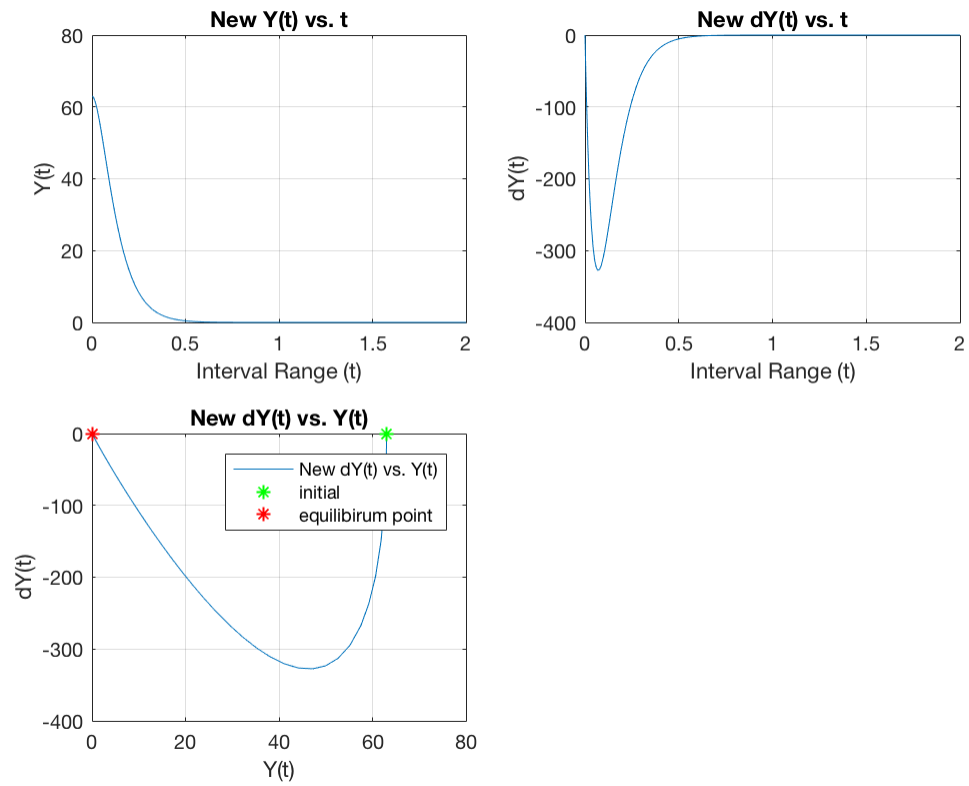 New Y(t) vs. t
80
60
40
20
0
Y(t)
0 0.5 1 1.5 2
Interval Range (t)
New dY(t) vs. t
0
-100
-200
-300
-400
dY(t)
0 0.5 1 1.5 2
Interval Range (t)
New dY(t) vs. Y(t)
0
-100
-200
-300
-400
dY(t)
New dY(t) vs. Y(t)
initial
equilibirum point
0 20 40 60 80
Y(t)